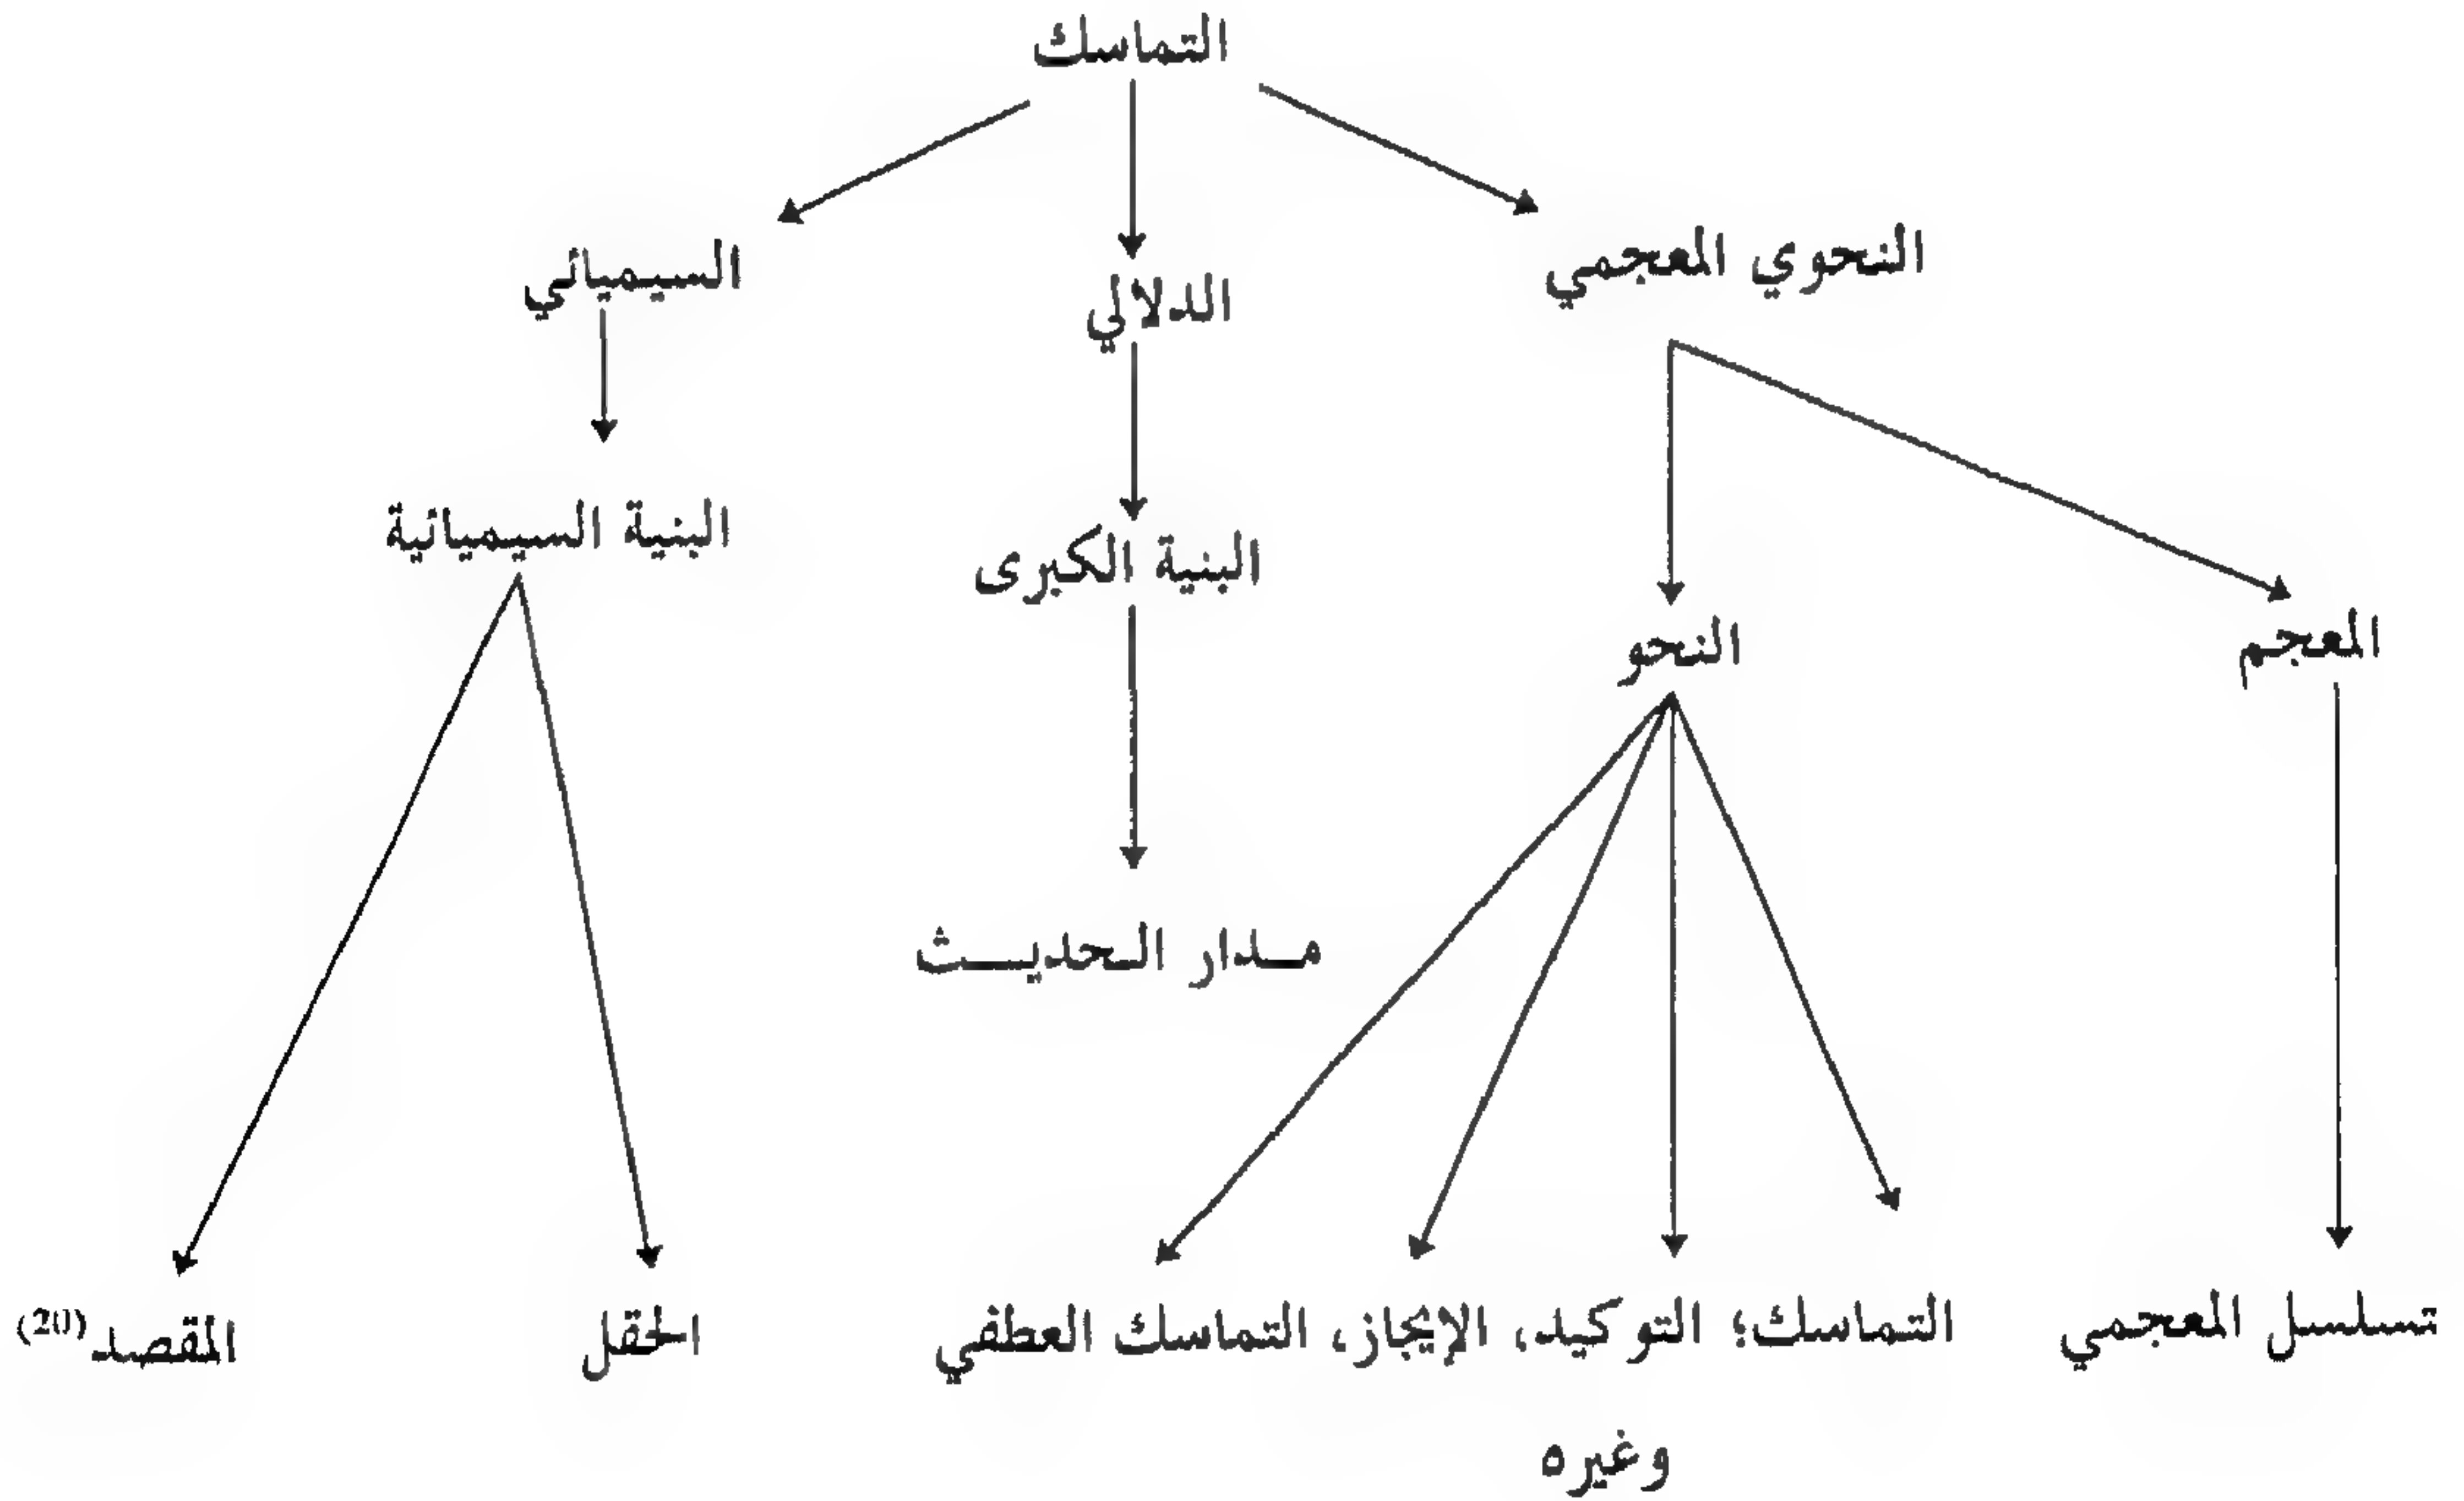 التماسك
النحوي المعجمي
الدلالي
السيميائي
البنية الكبرى
البنية السيميائية
المعجم
النحو
مدار الحديث
تسلسل المعجمي
التماسك؛ التوكيد، الإيجاز، التماسك العطفي
الحقل
المقصد (20)
وغيره